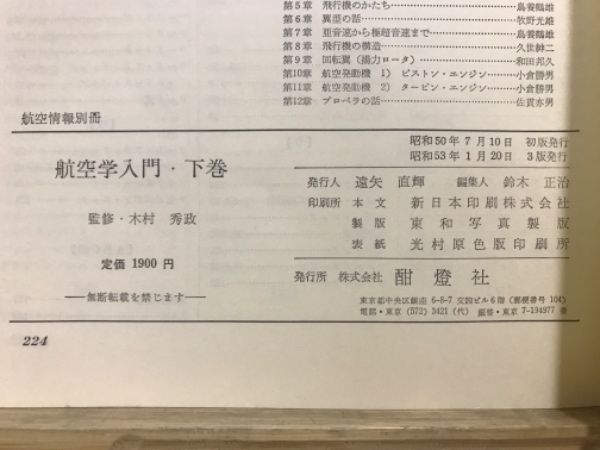 第5章 飛行機のかたち 鳥養鶴雄
第6章 翼型の話 牧野光雄
第7章 亜音速から極超音速まで 鳥養鶴雄
第8章 飛行機の構造 久世紳二
第9章 回転翼(揚力ロータ) 和田邦久
第10章 航空発動機 1) ピストン・エンジン 小倉勝男
第11章 航空発動機 2) タービン・エンジン 小倉勝男
第12章 プロペラの話 佐貫亦男
航空情報別冊
航空学入門・下巻
監修・木村 秀政
定価 1900 円
——無断転載を禁じます——
昭和50年7月10日 初版発行
昭和53年1月20日 3版発行
発行人 遠矢 直輝 編集人 鈴木 正治
印刷所 本文 新日本印刷株式会社
製版 東和写真製版
表紙 光村原色版印刷所
発行所 株式会社 酣燈社
東京都中央区銀座 6-8-7 交詢ビル6階 (郵便番号 104)
電話・東京 (572) 3421 (代) 振替・東京 7-194977 番
224